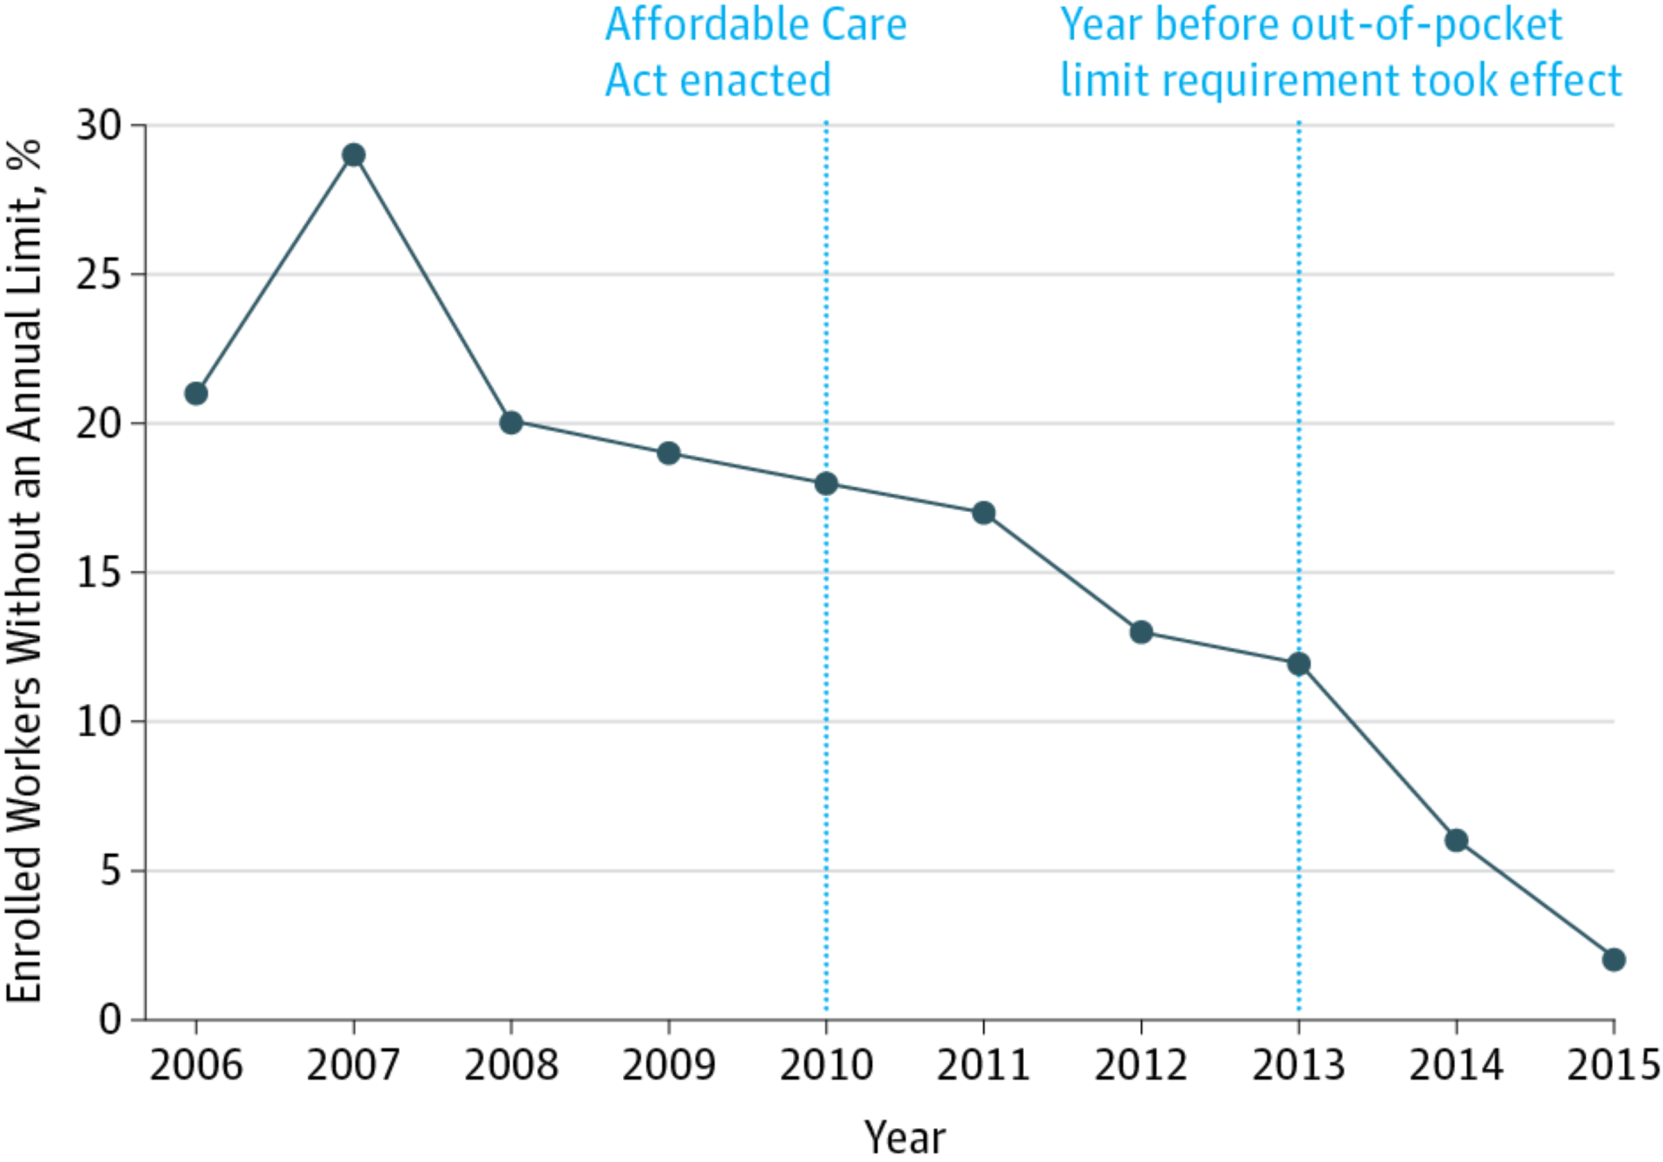 Affordable Care
Act enacted
Year before out-of-pocket
limit requirement took effect
Enrolled Workers Without an Annual Limit, %
30
25
20
15
10
5
0
2006 2007 2008 2009 2010 2011 2012 2013 2014 2015
Year